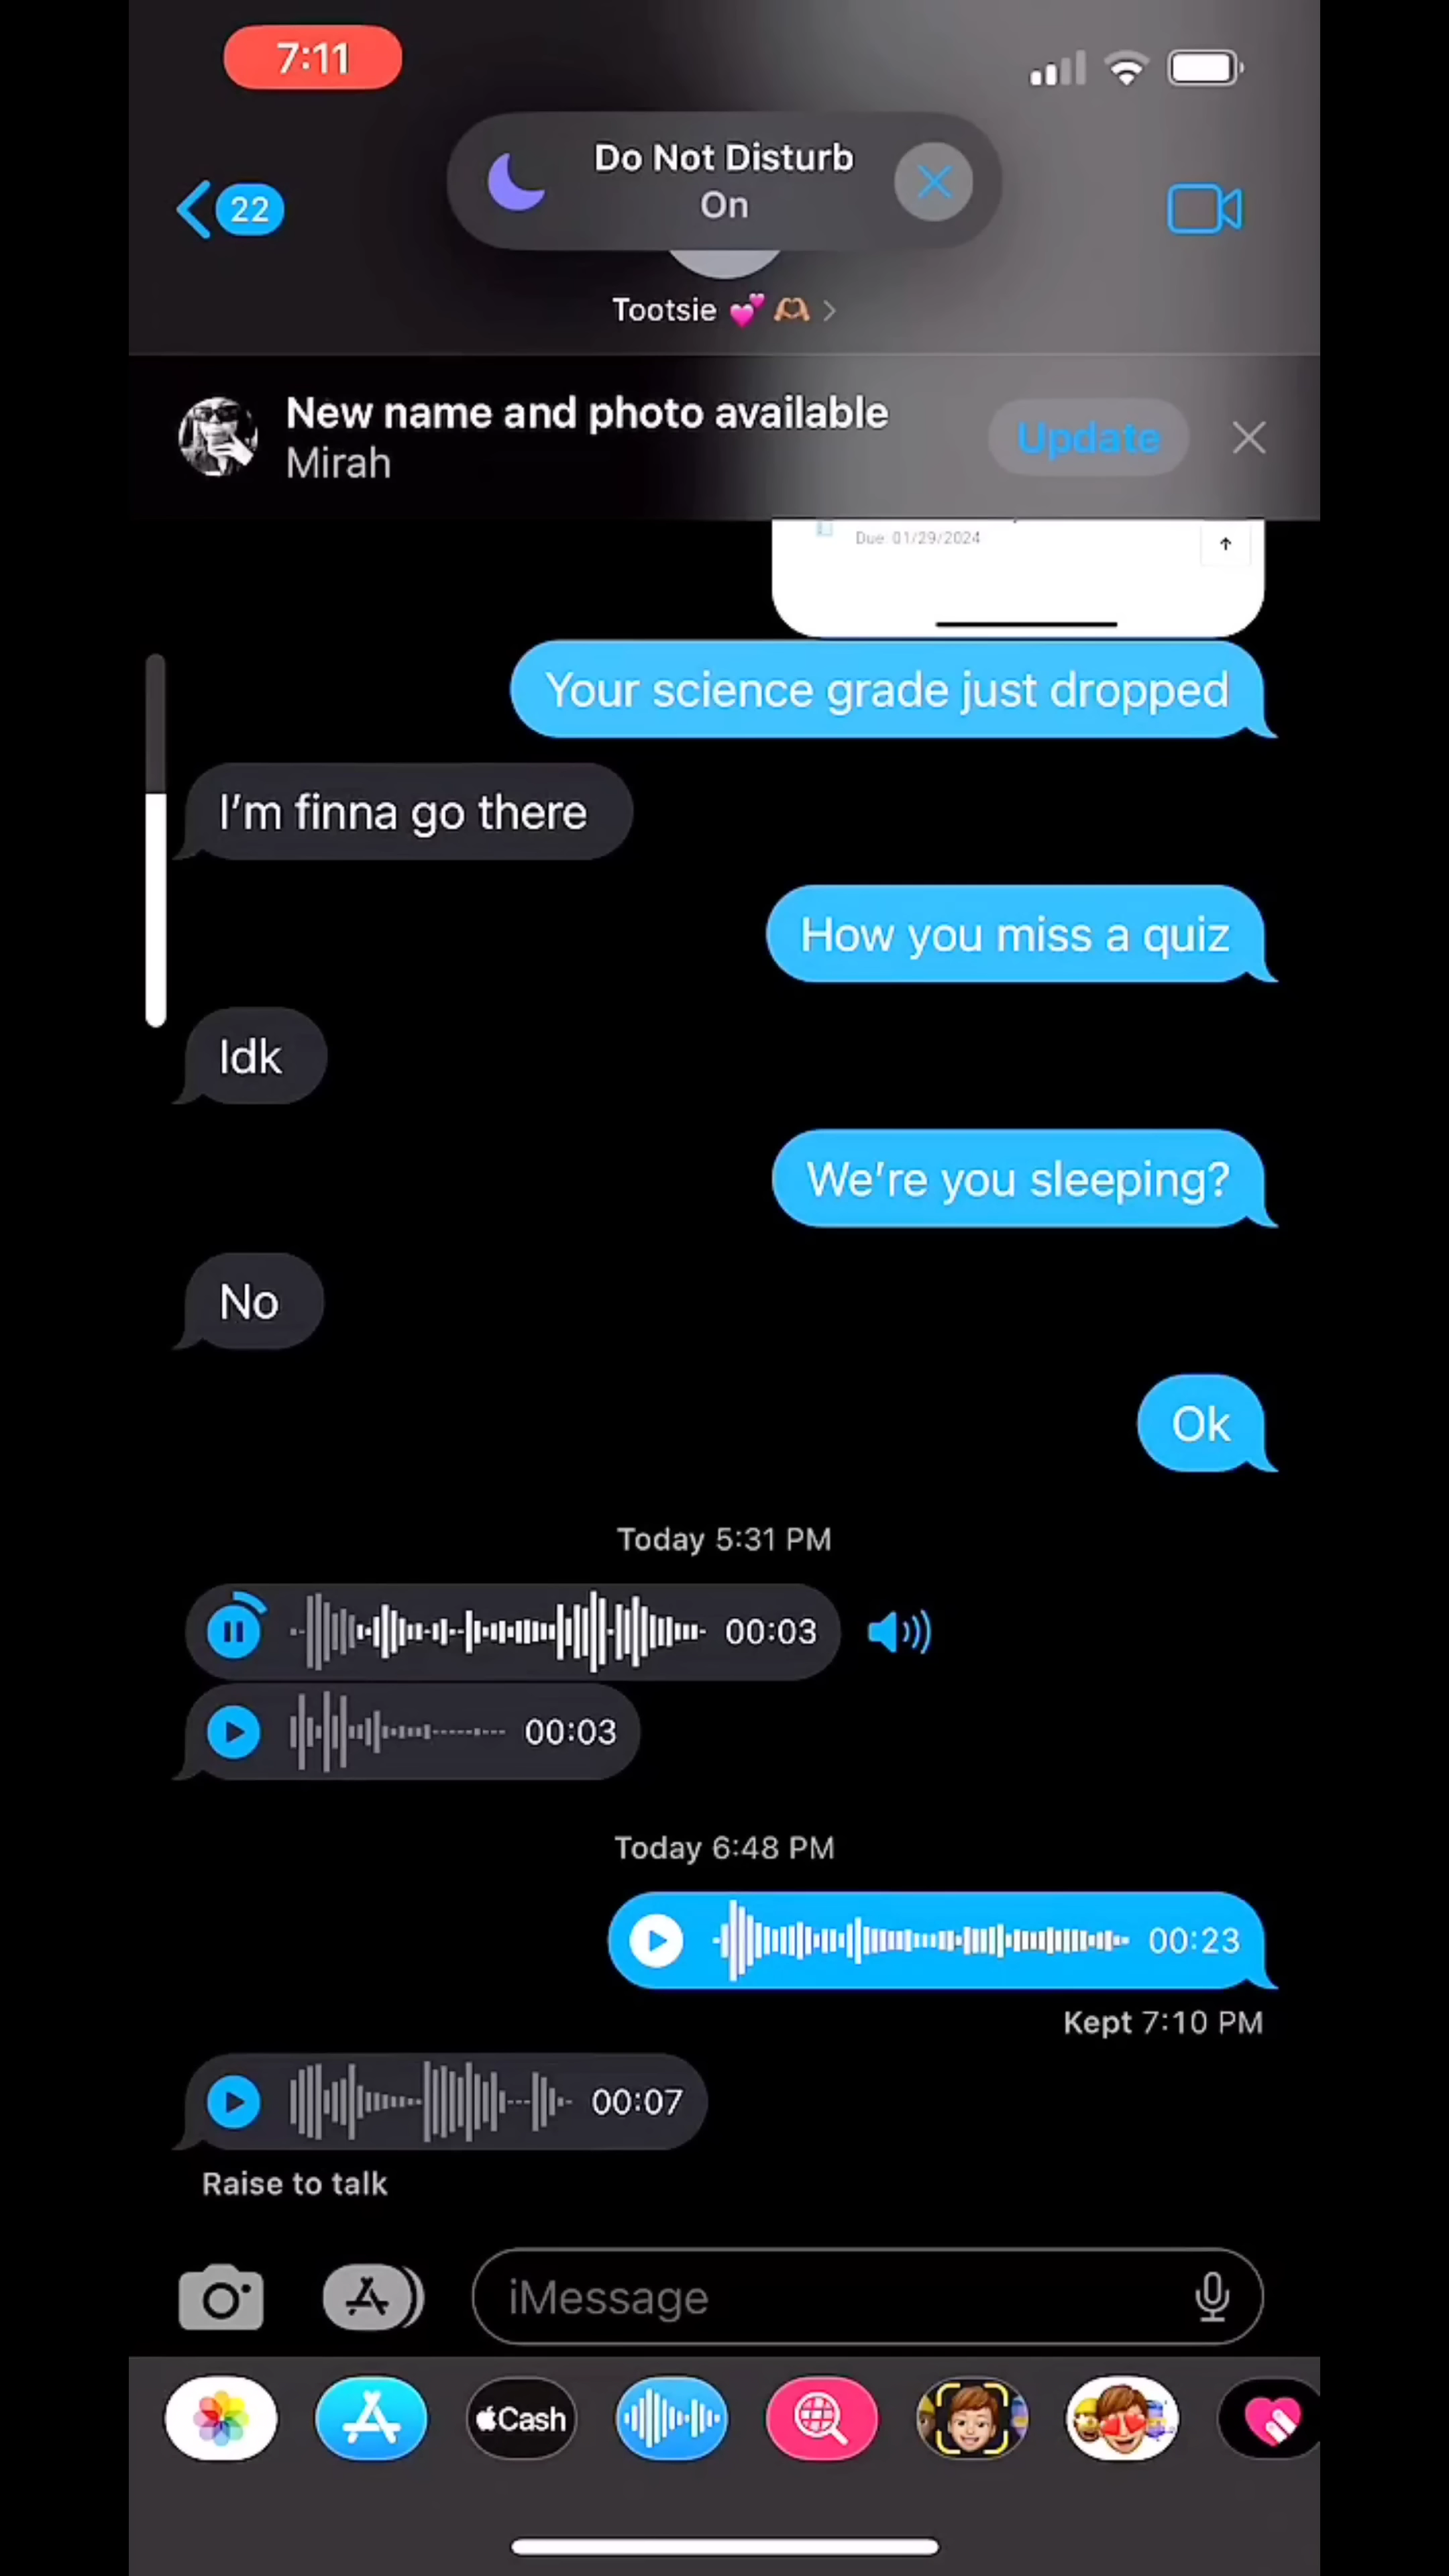 7:11
Do Not Disturb
On
22
Tootsie 💕 🫶🏽 >
New name and photo available
Mirah
Update
Due 01/29/2024
Your science grade just dropped
I'm finna go there
How you miss a quiz
Idk
We're you sleeping?
No
Ok
Today 5:31 PM
00:03
00:03
Today 6:48 PM
00:23
Kept 7:10 PM
00:07
Raise to talk
iMessage
Cash